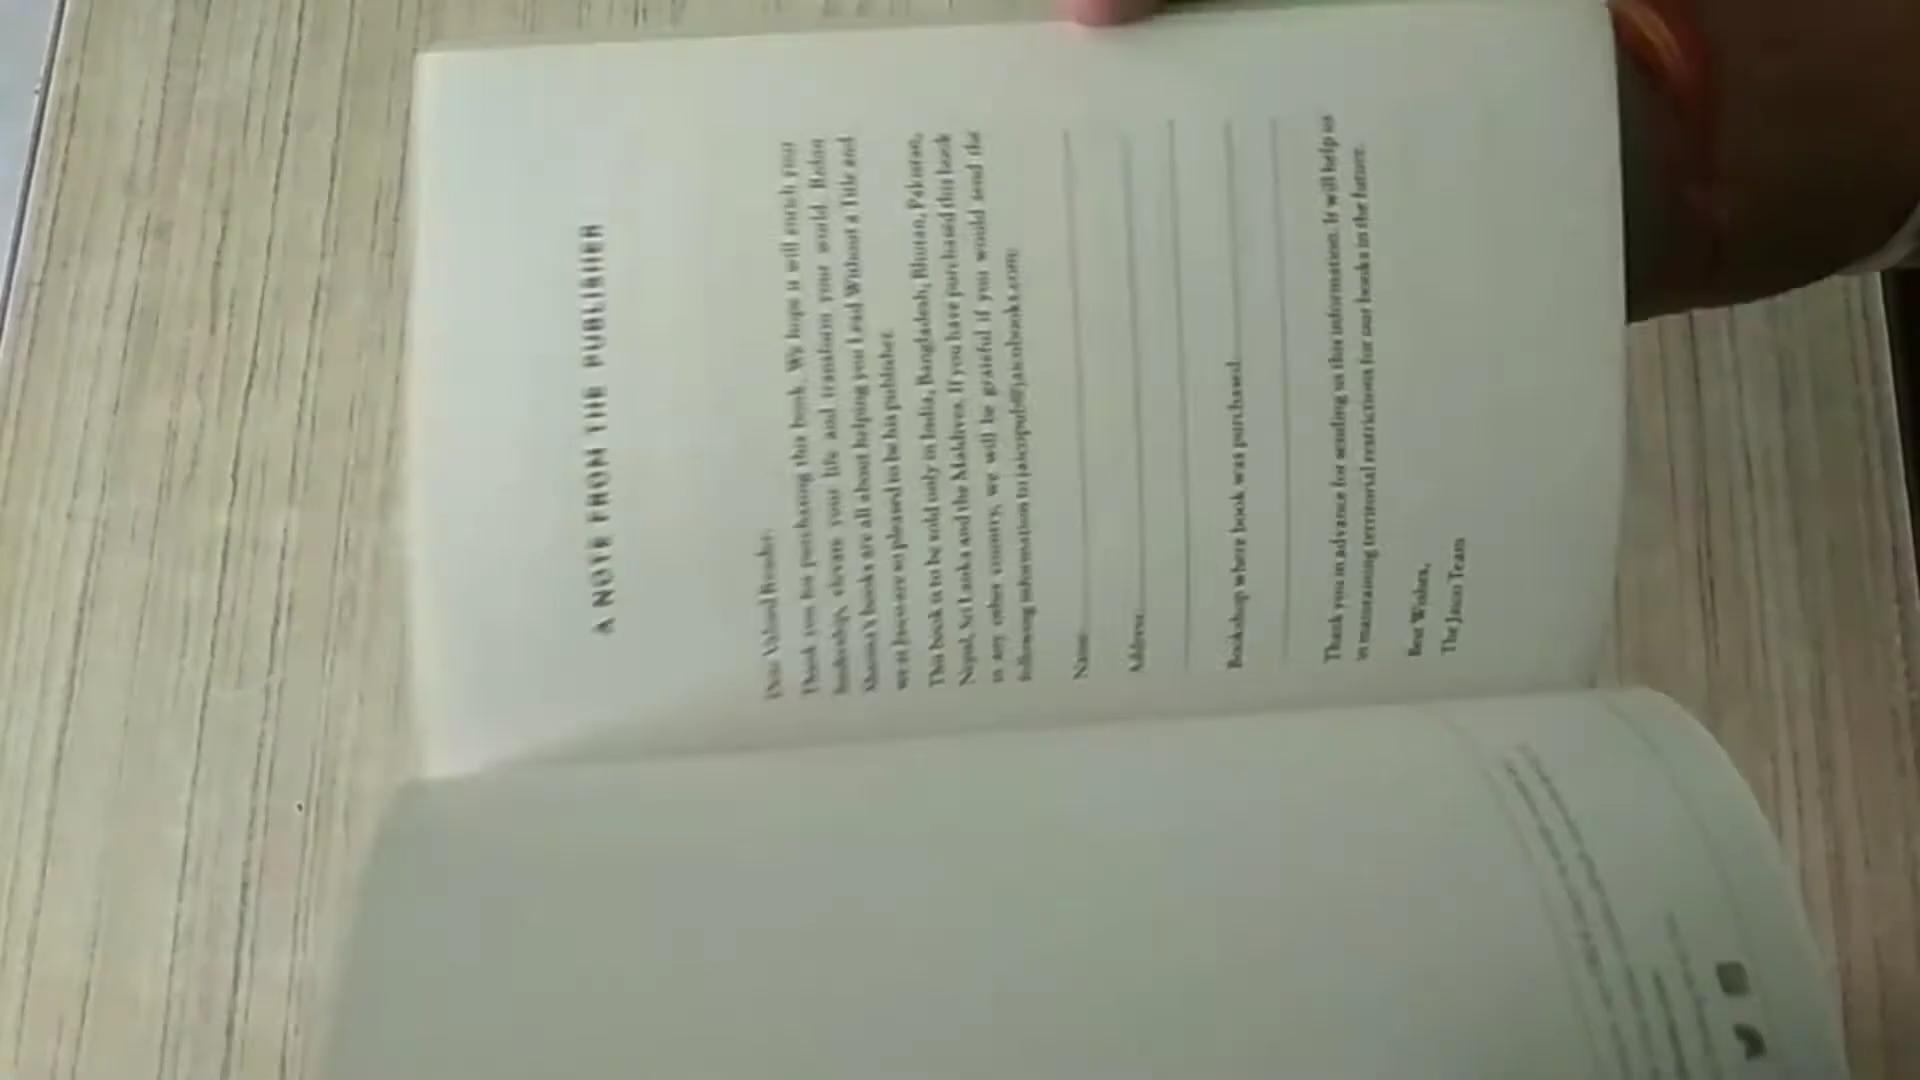 A NOTE FROM THE PUBLISHER
Dear Valued Reader,
Thank you for purchasing this book. We hope it will enrich your
leadership, elevate your life and transform your world. Robin
Sharma's books are all about helping you Lead Without a Title and
we at Jaico are so pleased to be his publisher.
This book is to be sold only in India, Bangladesh, Bhutan, Pakistan,
Nepal, Sri Lanka and the Maldives. If you have purchased this book
in any other country, we will be grateful if you would send the
following information to jaicopub@jaicobooks.com:
Name
Address
Bookshop where book was purchased
Thank you in advance for sending us this information. It will help us
in maintaining territorial restrictions for our books in the future.
Best Wishes,
The Jaico Team